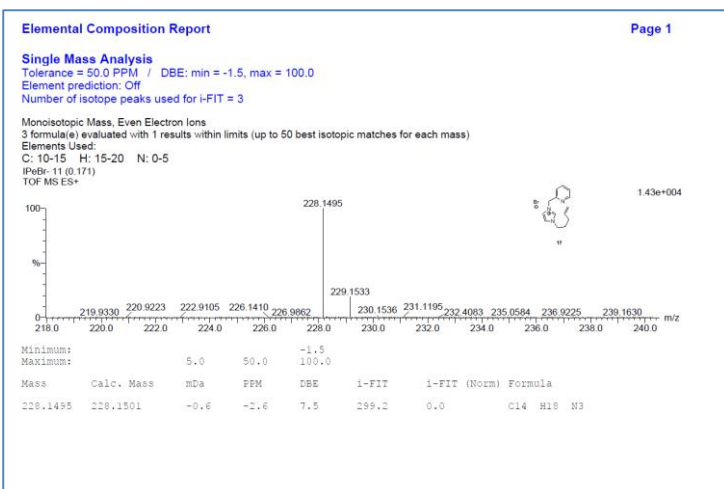 Elemental Composition Report Page 1
Single Mass Analysis
Tolerance = 50.0 PPM / DBE: min = -1.5, max = 100.0
Element prediction: Off
Number of isotope peaks used for i-FIT = 3
Monoisotopic Mass, Even Electron Ions
3 formula(e) evaluated with 1 results within limits (up to 50 best isotopic matches for each mass)
Elements Used:
C: 10-15 H: 15-20 N: 0-5
IPeBr- 11 (0.171)
TOF MS ES+
1.43e+004
100
%
0
228.1495
229.1533
219.9330 220.9223 222.9105 226.1410 226.9862 230.1536 231.1195 232.4083 235.0584 236.9225 239.1630
m/z
218.0 220.0 222.0 224.0 226.0 228.0 230.0 232.0 234.0 236.0 238.0 240.0
Minimum: -1.5
Maximum: 5.0 50.0 100.0
Mass Calc. Mass mDa PPM DBE i-FIT i-FIT (Norm) Formula
228.1495 228.1501 -0.6 -2.6 7.5 299.2 0.0 C14 H18 N3